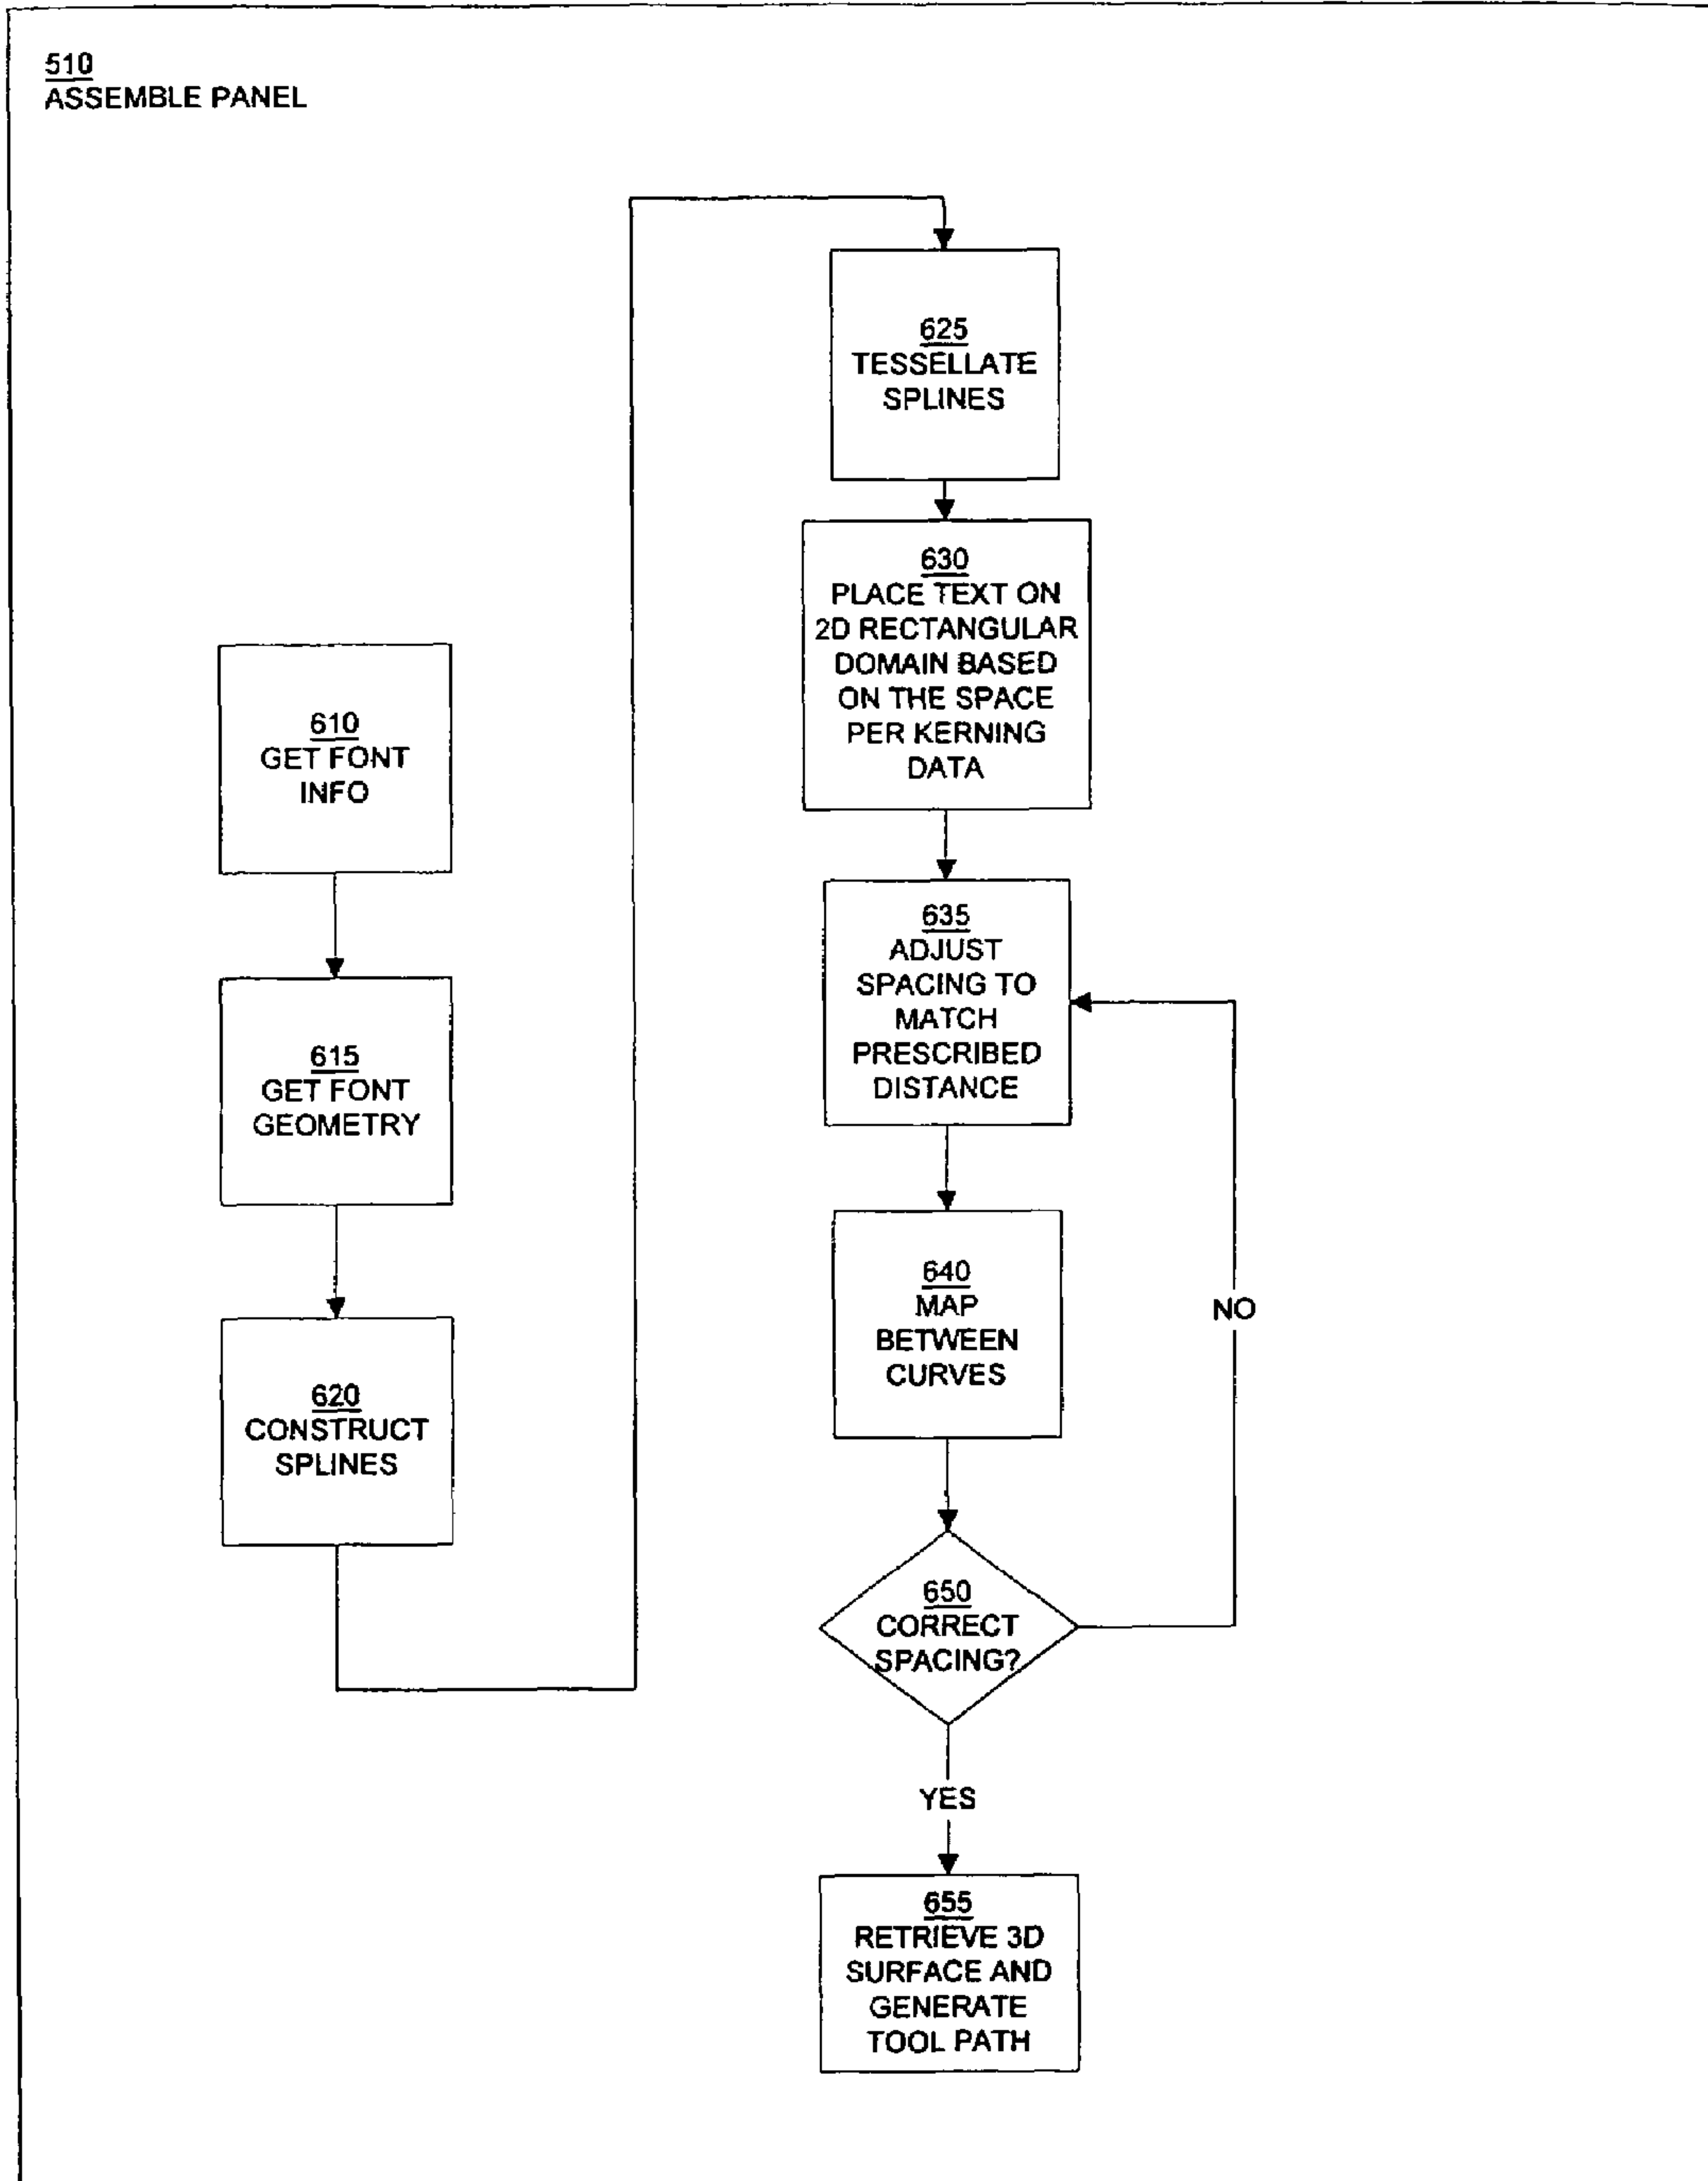 510
ASSEMBLE PANEL
610
GET FONT
INFO
615
GET FONT
GEOMETRY
620
CONSTRUCT
SPLINES
625
TESSELLATE
SPLINES
630
PLACE TEXT ON
2D RECTANGULAR
DOMAIN BASED
ON THE SPACE
PER KERNING
DATA
635
ADJUST
SPACING TO
MATCH
PRESCRIBED
DISTANCE
640
MAP
BETWEEN
CURVES
NO
650
CORRECT
SPACING?
YES
655
RETRIEVE 3D
SURFACE AND
GENERATE
TOOL PATH